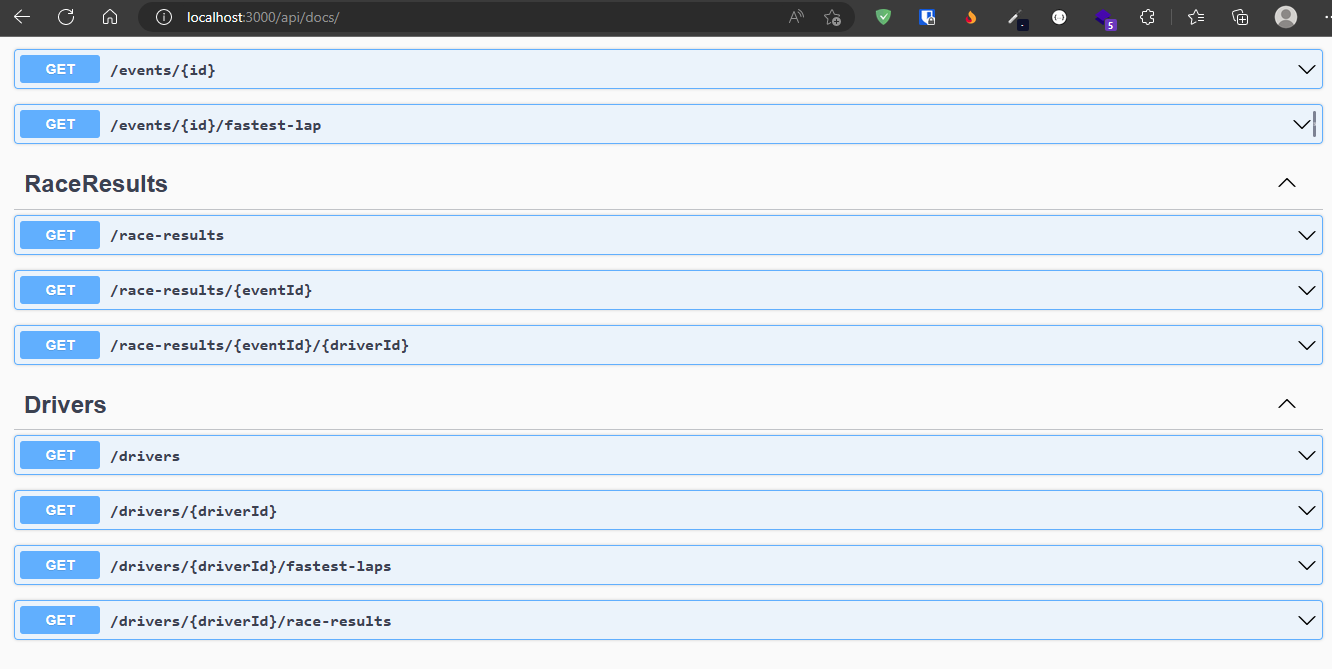 localhost:3000/api/docs/
5
GET /events/{id}
GET /events/{id}/fastest-lap
RaceResults
GET /race-results
GET /race-results/{eventId}
GET /race-results/{eventId}/{driverId}
Drivers
GET /drivers
GET /drivers/{driverId}
GET /drivers/{driverId}/fastest-laps
GET /drivers/{driverId}/race-results